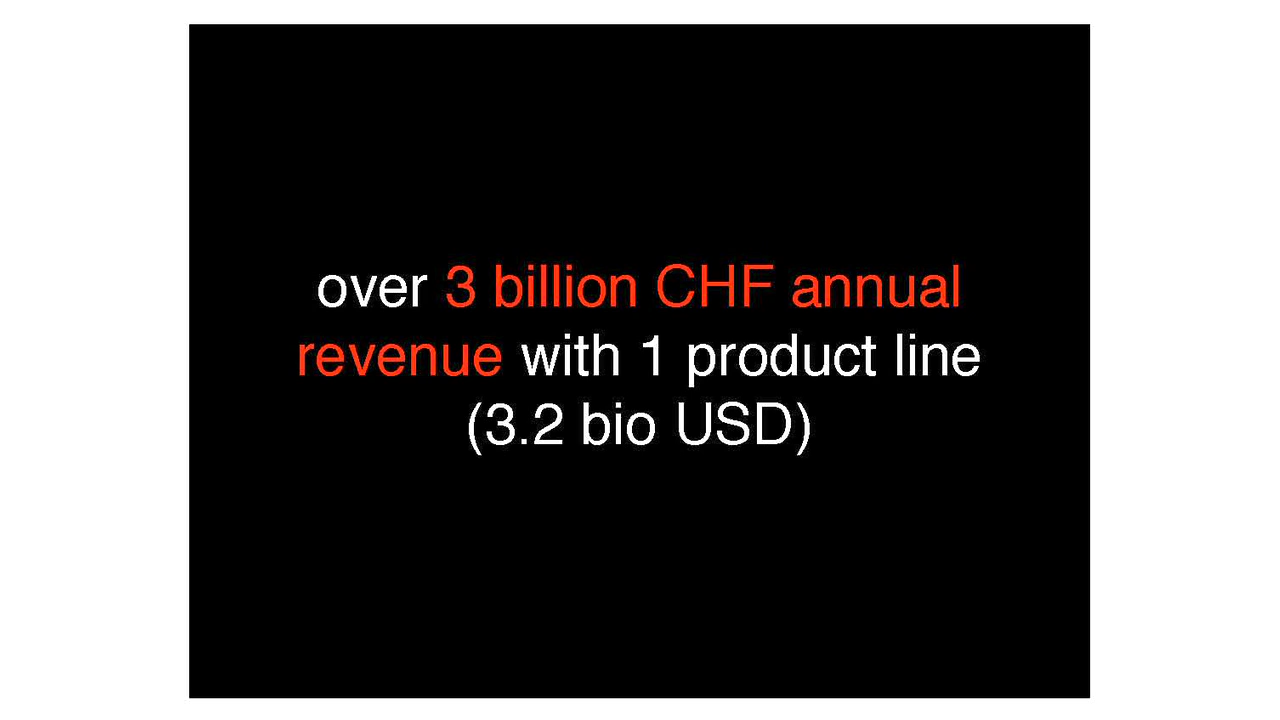 over 3 billion CHF annual
revenue with 1 product line
(3.2 bio USD)